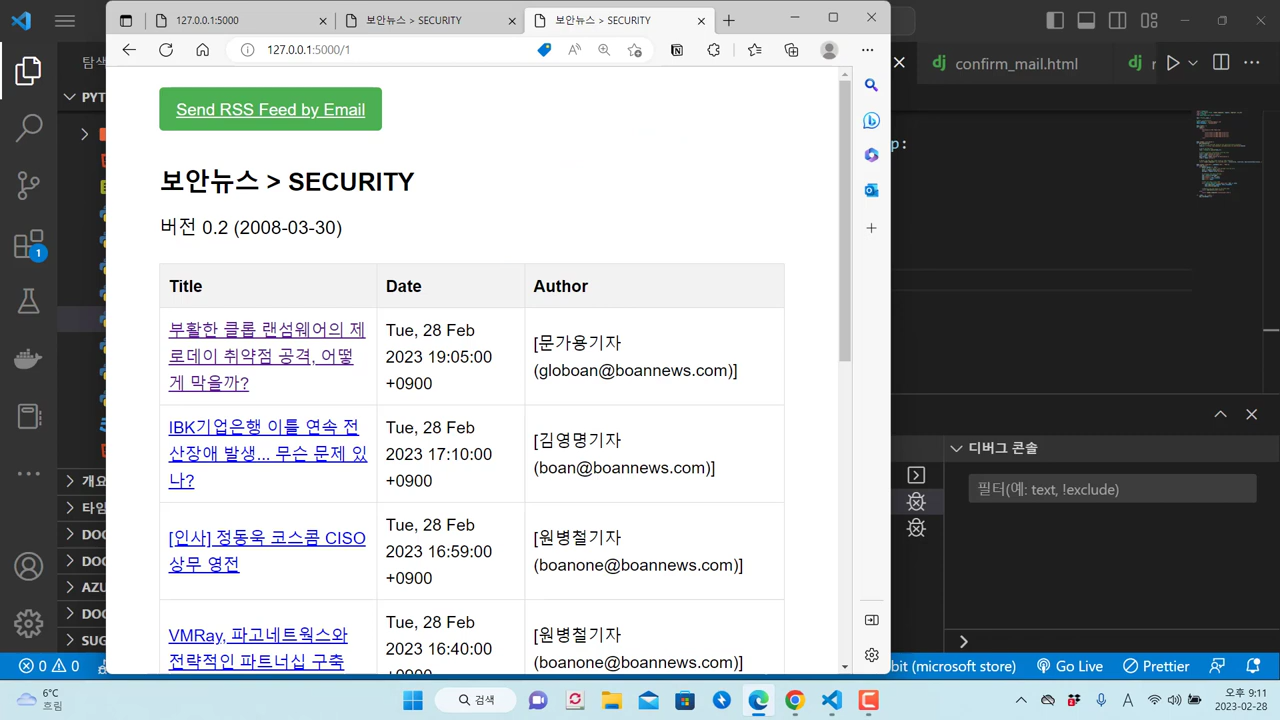 127.0.0.1:5000
보안뉴스 > SECURITY
보안뉴스 > SECURITY
127.0.0.1:5000/1
탐색
PYT
confirm_mail.html
r
p:
Send RSS Feed by Email
보안뉴스 > SECURITY
버전 0.2 (2008-03-30)
Title
Date
Author
부활한 클롭 랜섬웨어의 제
로데이 취약점 공격, 어떻
게 막을까?
Tue, 28 Feb
2023 19:05:00
+0900
[문가용기자
(globoan@boannews.com)]
IBK기업은행 이틀 연속 전
산장애 발생... 무슨 문제 있
나?
Tue, 28 Feb
2023 17:10:00
+0900
[김영명기자
(boan@boannews.com)]
[인사] 정동욱 코스콤 CISO
상무 영전
Tue, 28 Feb
2023 16:59:00
+0900
[원병철기자
(boanone@boannews.com)]
VMRay, 파고네트웍스와
전략적인 파트너십 구축
Tue, 28 Feb
2023 16:40:00
+0900
[원병철기자
(boanone@boannews.com)]
1
개요
타임
DOC
DOC
AZU
DOC
SUG
디버그 콘솔
필터(예: text, !exclude)
0 0
bit (microsoft store)
Go Live
Prettier
6°C
흐림
검색
A
오후 9:11
2023-02-28